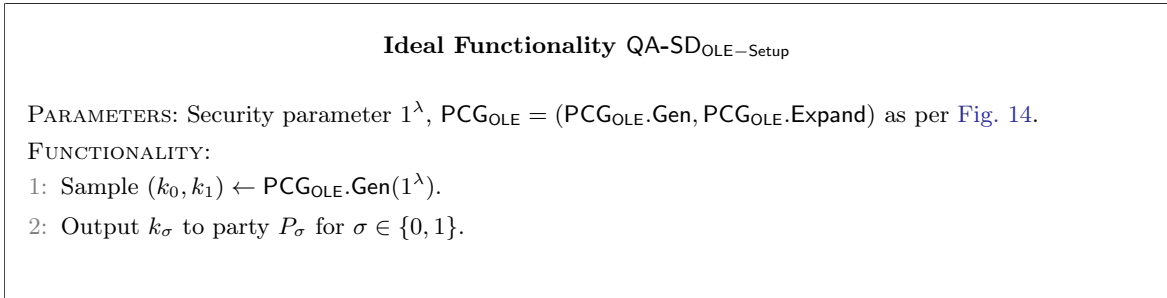 Ideal Functionality QA-SD_OLE−Setup
PARAMETERS: Security parameter 1^λ, PCG_OLE = (PCG_OLE.Gen, PCG_OLE.Expand) as per Fig. 14.
FUNCTIONALITY:
1: Sample (k_0, k_1) ← PCG_OLE.Gen(1^λ).
2: Output k_σ to party P_σ for σ ∈ {0, 1}.